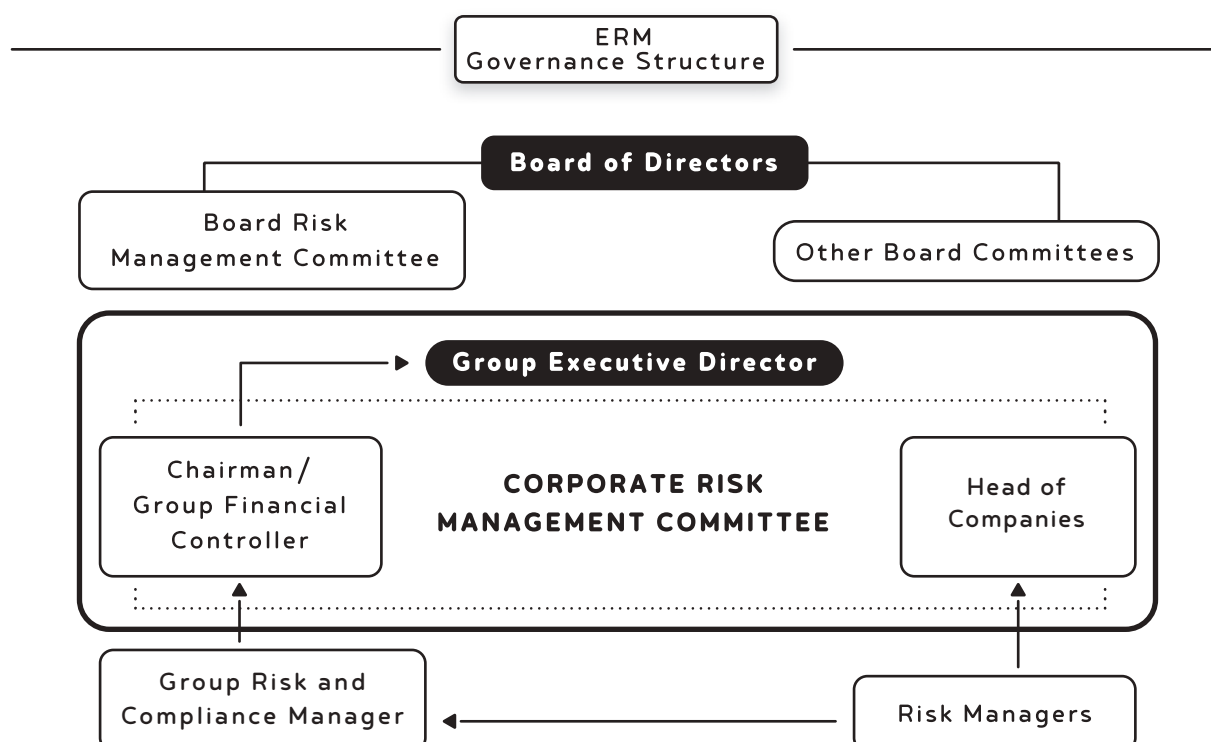 ERM
Governance Structure
Board of Directors
Board Risk
Management Committee
Other Board Committees
Group Executive Director
Chairman/
Group Financial
Controller
CORPORATE RISK
MANAGEMENT COMMITTEE
Head of
Companies
Group Risk and
Compliance Manager
Risk Managers